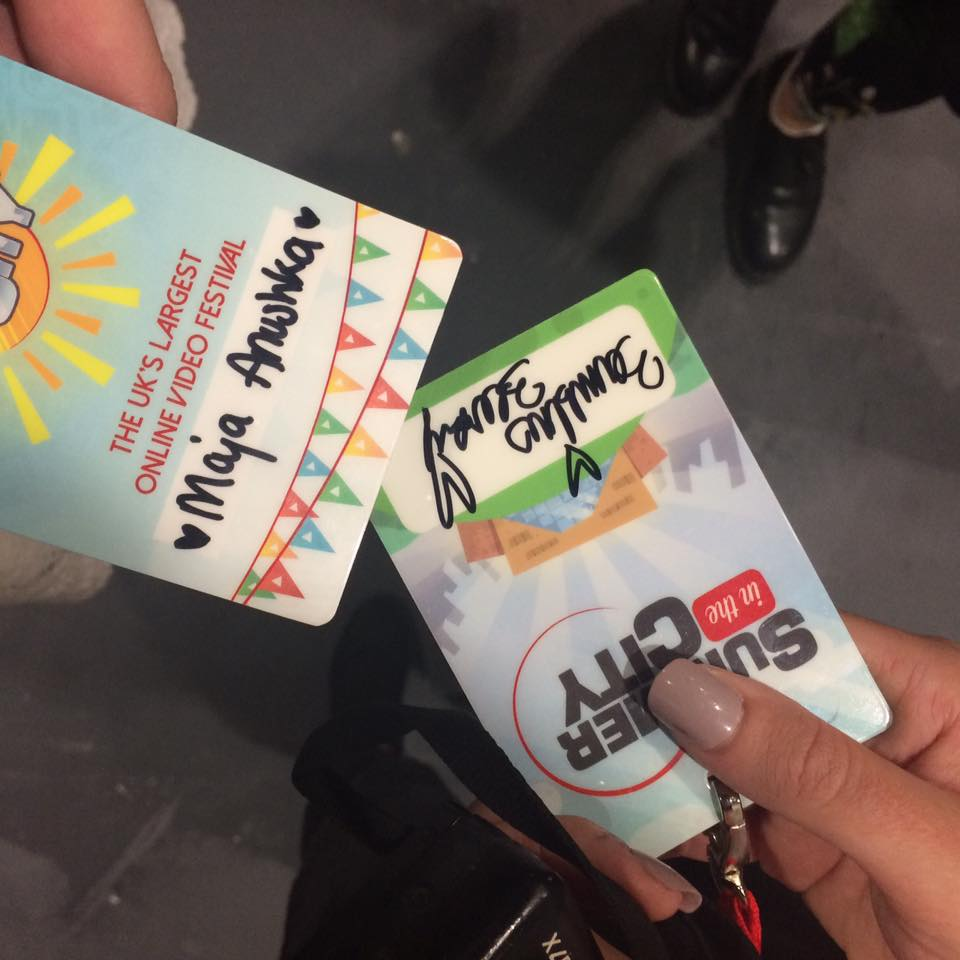 THE UK'S LARGEST
ONLINE VIDEO FESTIVAL
♥ Maja Anushka ♥
SUMMER
in the
CITY